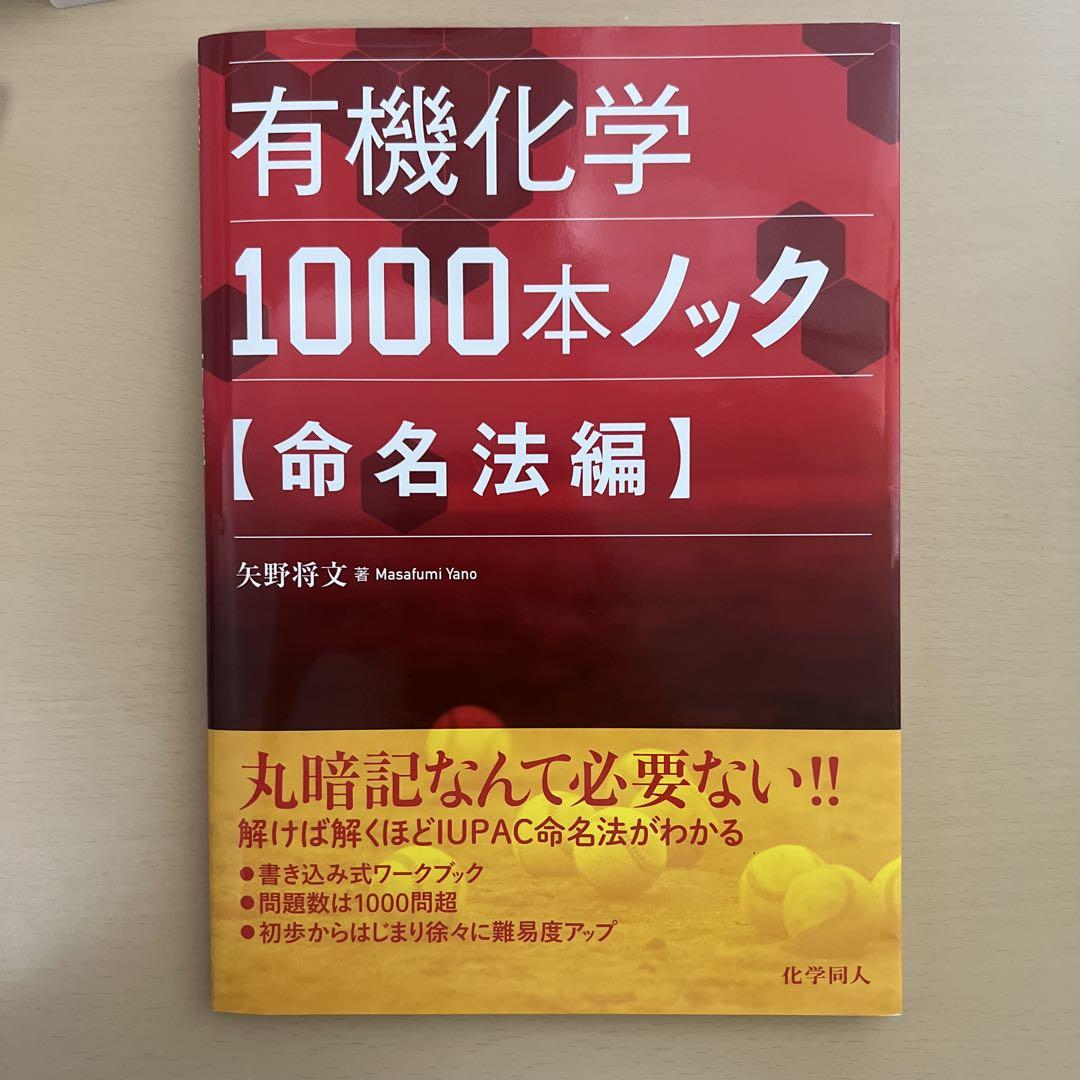 有機化学
1000本ノック
【命名法編】
矢野将文 著 Masafumi Yano
丸暗記なんて必要ない!!
解けば解くほどIUPAC命名法がわかる
●書き込み式ワークブック
●問題数は1000問超
●初歩からはじまり徐々に難易度アップ
化学同人